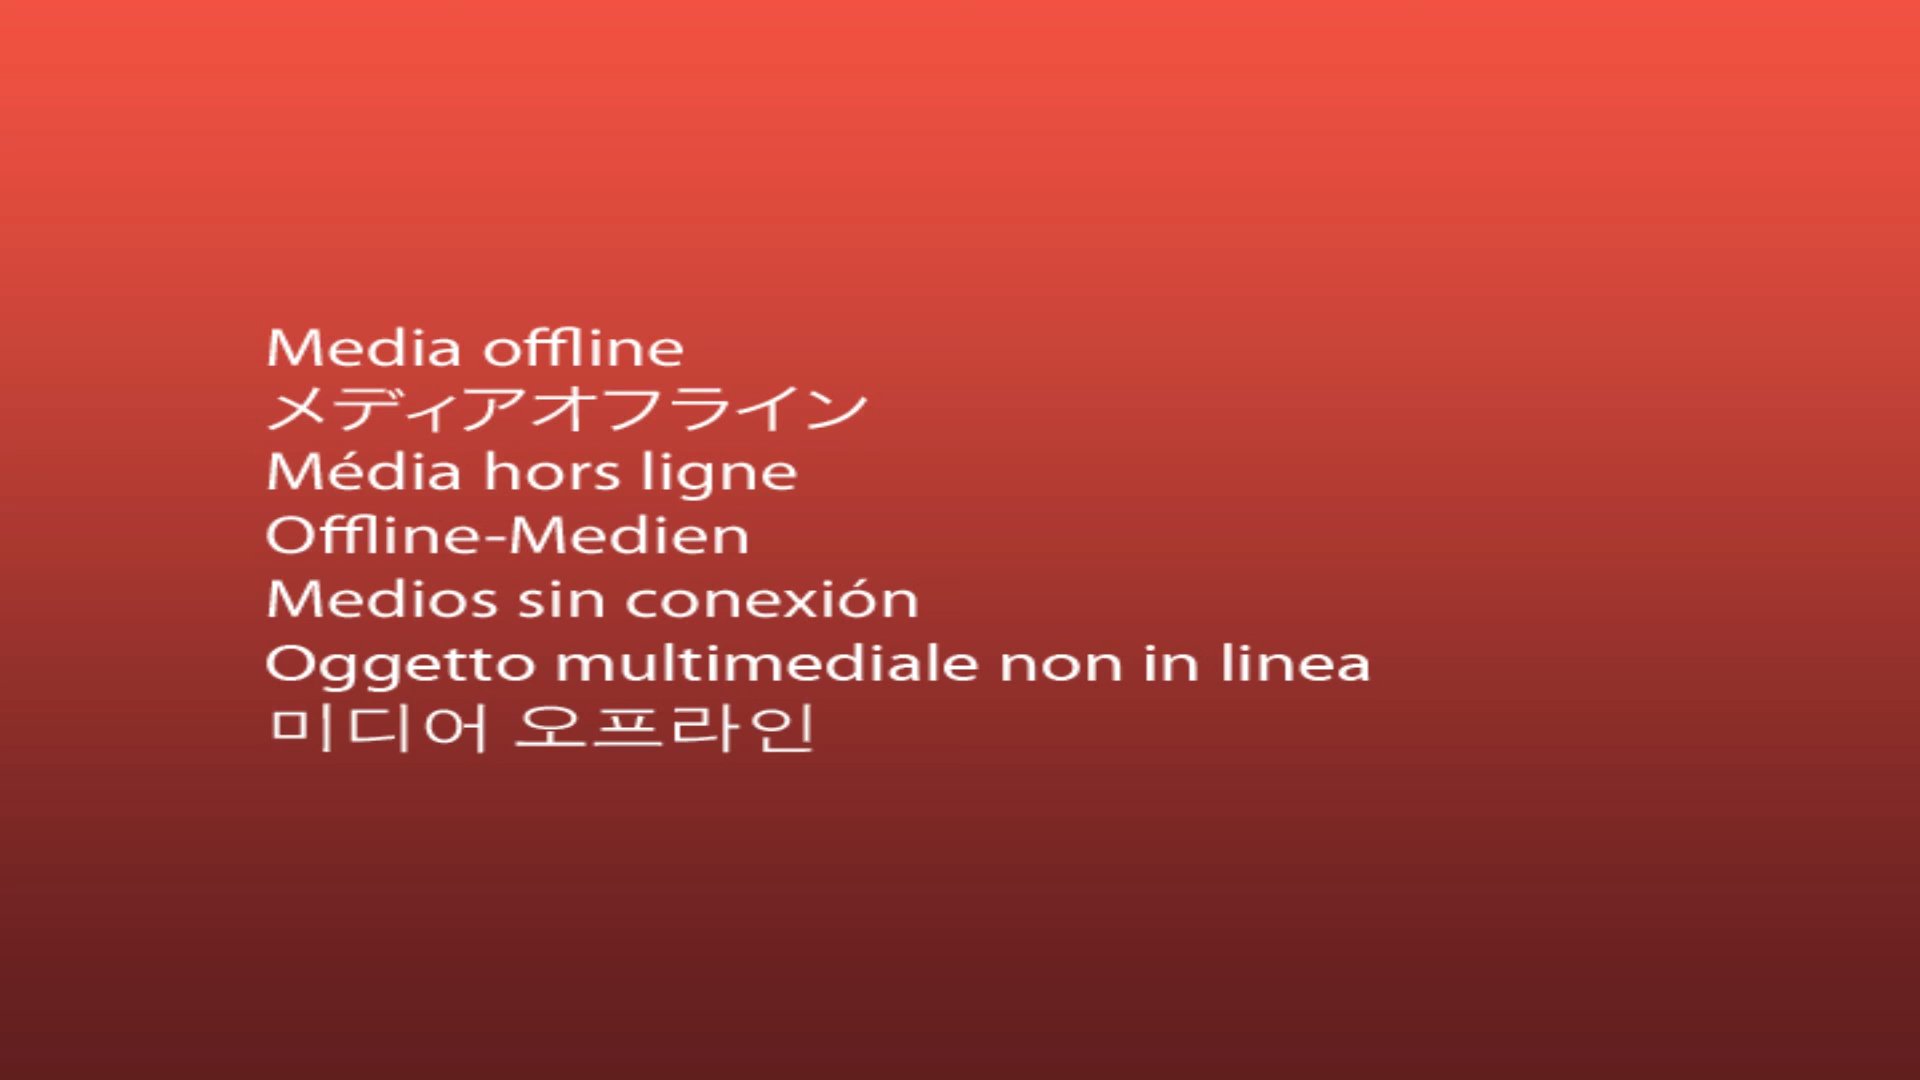 Media offline
メディアオフライン
Média hors ligne
Offline-Medien
Medios sin conexión
Oggetto multimediale non in linea
미디어 오프라인